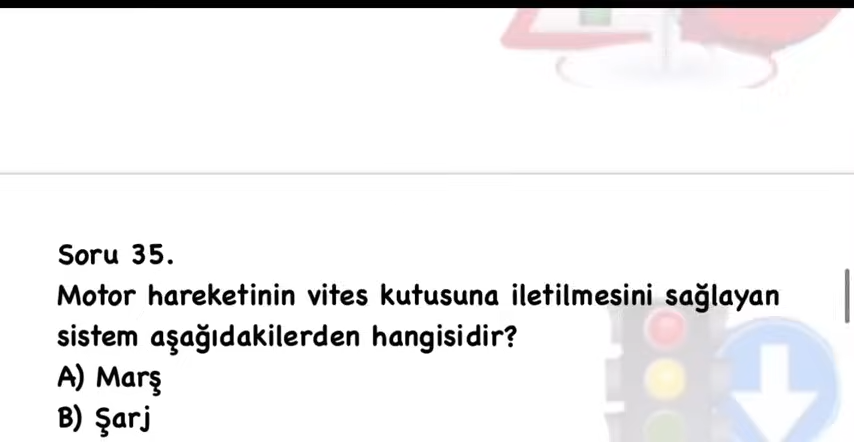 Soru 35.
Motor hareketinin vites kutusuna iletilmesini sağlayan
sistem aşağıdakilerden hangisidir?
A) Marş
B) Şarj